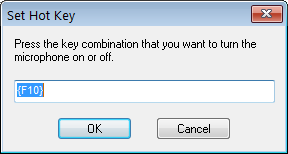 Set Hot Key
Press the key combination that you want to turn the
microphone on or off.
{F10}
OK
Cancel